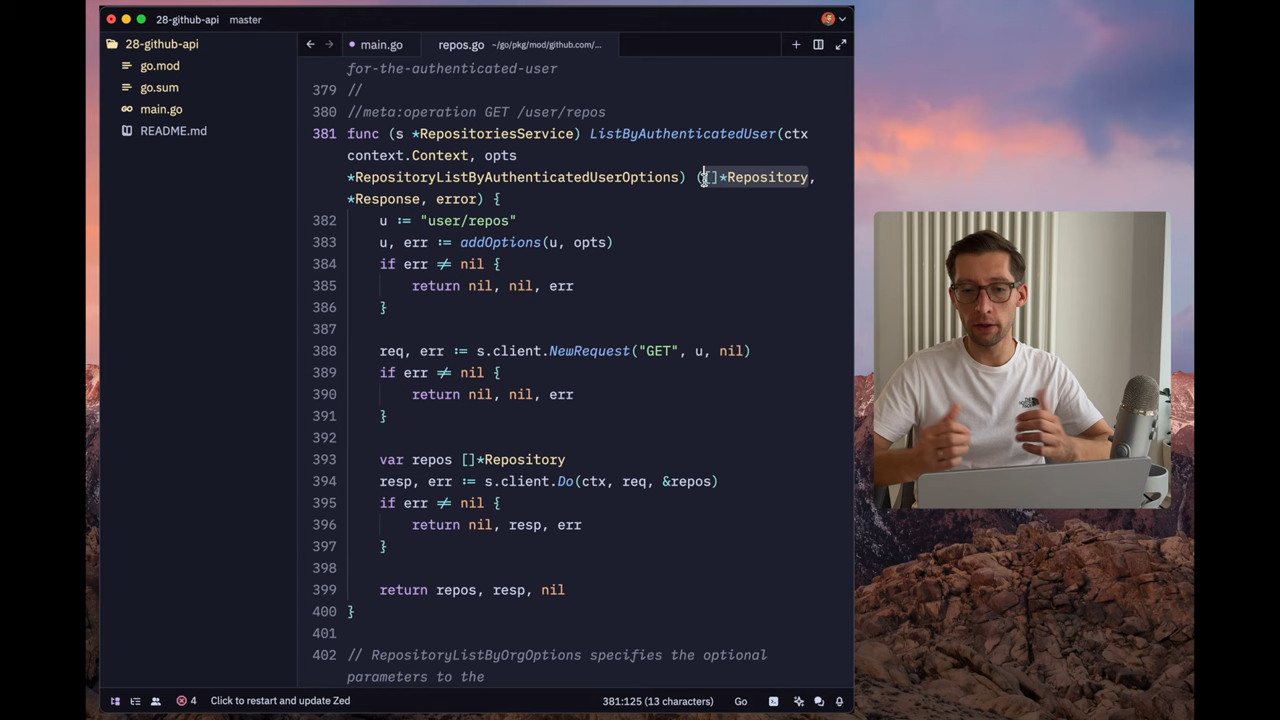 28-github-api master
28-github-api
go.mod
go.sum
main.go
README.md
main.go repos.go ~/go/pkg/mod/github.com/...
for-the-authenticated-user
379 //
380 //meta:operation GET /user/repos
381 func (s *RepositoriesService) ListByAuthenticatedUser(ctx
context.Context, opts
*RepositoryListByAuthenticatedUserOptions) ([]*Repository,
*Response, error) {
382 u := "user/repos"
383 u, err := addOptions(u, opts)
384 if err ≠ nil {
385 return nil, nil, err
386 }
387
388 req, err := s.client.NewRequest("GET", u, nil)
389 if err ≠ nil {
390 return nil, nil, err
391 }
392
393 var repos []*Repository
394 resp, err := s.client.Do(ctx, req, &repos)
395 if err ≠ nil {
396 return nil, resp, err
397 }
398
399 return repos, resp, nil
400 }
401
402 // RepositoryListByOrgOptions specifies the optional
parameters to the
4 Click to restart and update Zed 381:125 (13 characters) Go